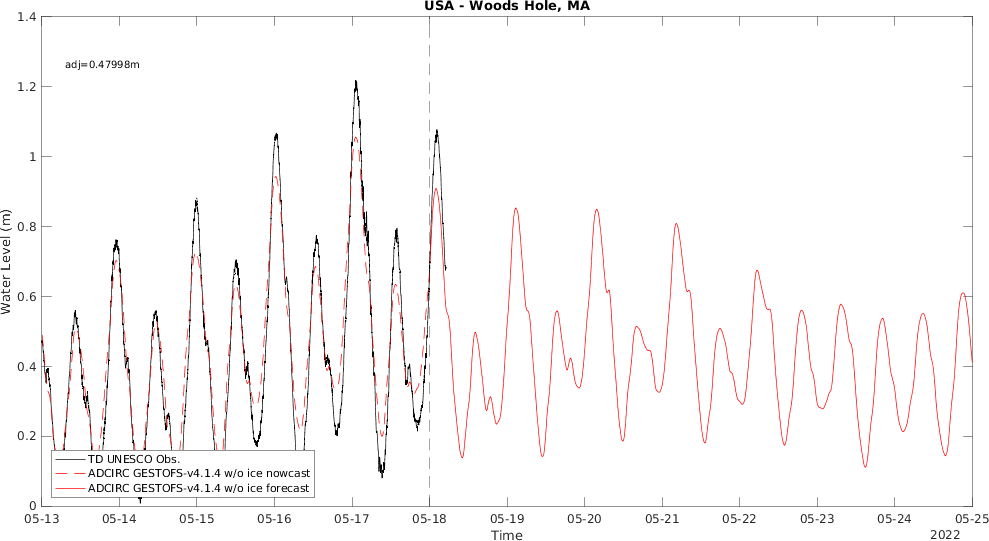 USA - Woods Hole, MA
adj=0.47998m
1.4
1.2
1
0.8
0.6
0.4
0.2
0
Water Level (m)
TD UNESCO Obs.
ADCIRC GESTOFS-v4.1.4 w/o ice nowcast
ADCIRC GESTOFS-v4.1.4 w/o ice forecast
05-13 05-14 05-15 05-16 05-17 05-18 05-19 05-20 05-21 05-22 05-23 05-24 05-25
Time
2022